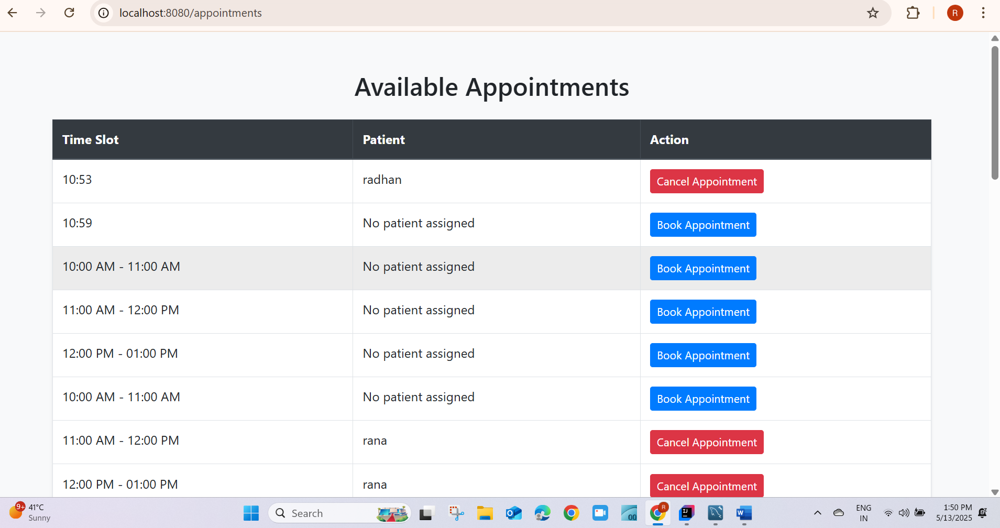 localhost:8080/appointments
R
Available Appointments
Time Slot Patient Action
10:53 radhan Cancel Appointment
10:59 No patient assigned Book Appointment
10:00 AM - 11:00 AM No patient assigned Book Appointment
11:00 AM - 12:00 PM No patient assigned Book Appointment
12:00 PM - 01:00 PM No patient assigned Book Appointment
10:00 AM - 11:00 AM No patient assigned Book Appointment
11:00 AM - 12:00 PM rana Cancel Appointment
12:00 PM - 01:00 PM rana Cancel Appointment
9+ 41°C
Sunny
Search
O
00
R
IJ
W
ENG
IN
1:50 PM
5/13/2025